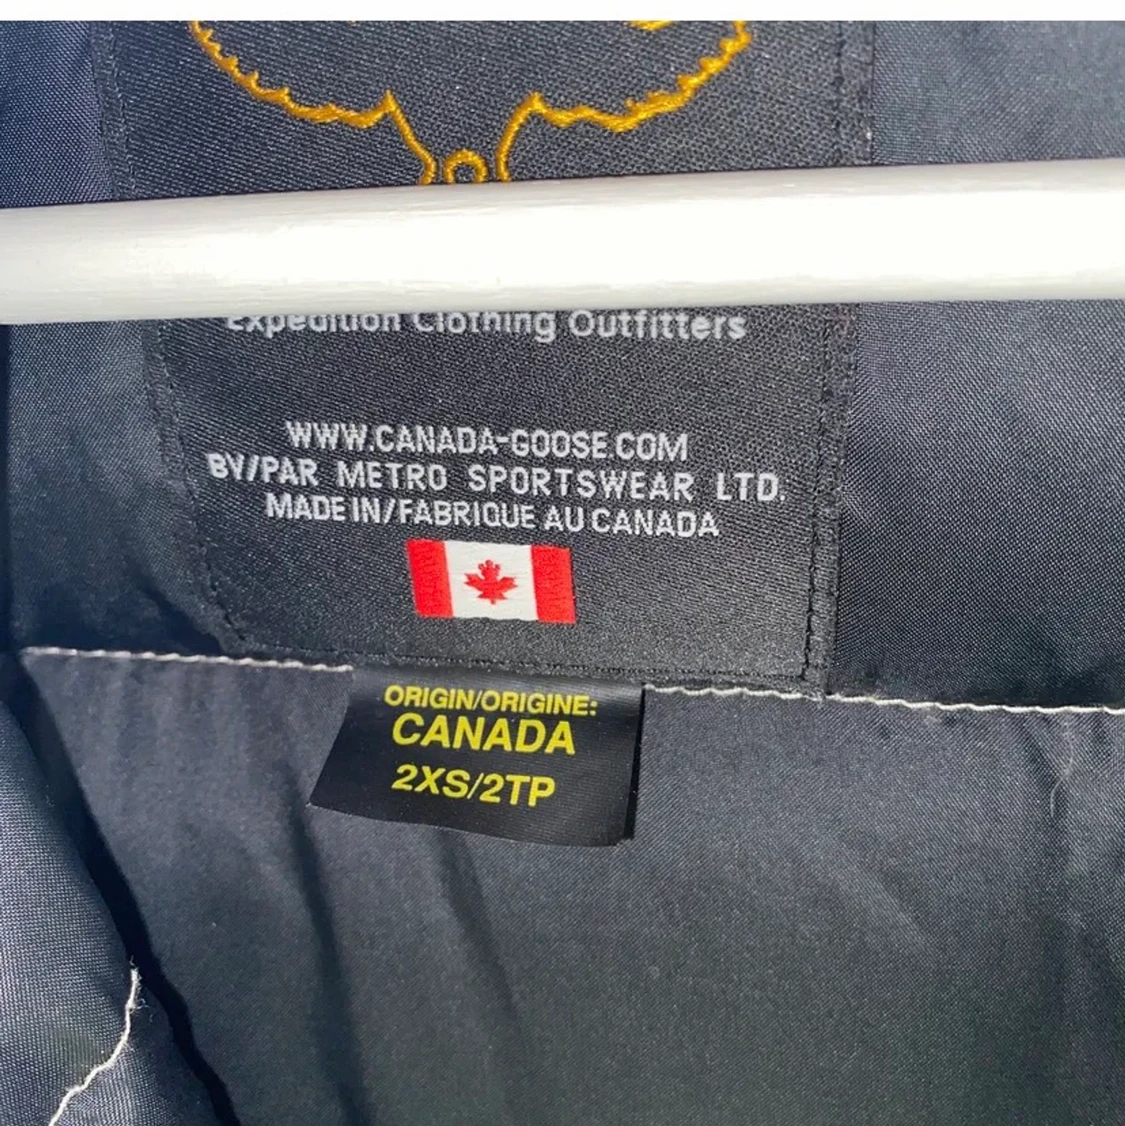 Expedition Clothing Outfitters
WWW.CANADA-GOOSE.COM
BY/PAR METRO SPORTSWEAR LTD.
MADE IN/FABRIQUE AU CANADA
ORIGIN/ORIGINE:
CANADA
2XS/2TP